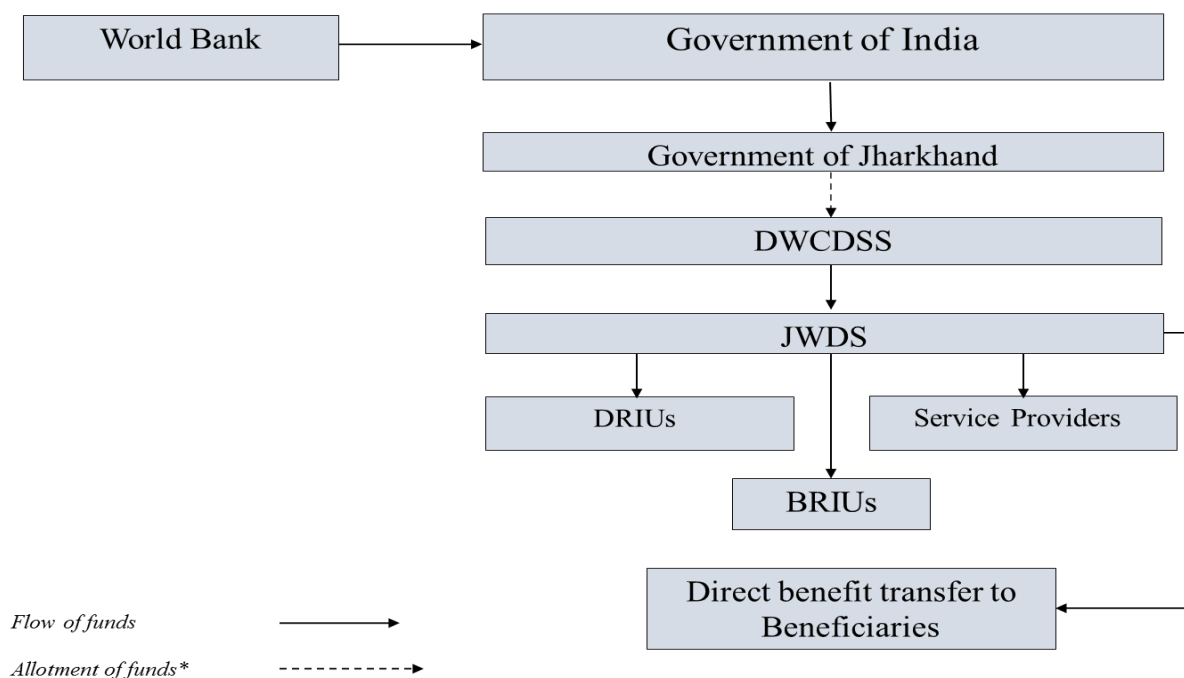 World Bank
Government of India
Government of Jharkhand
DWCDSS
JWDS
DRIUs
Service Providers
BRIUs
Direct benefit transfer to
Beneficiaries
Flow of funds
Allotment of funds*